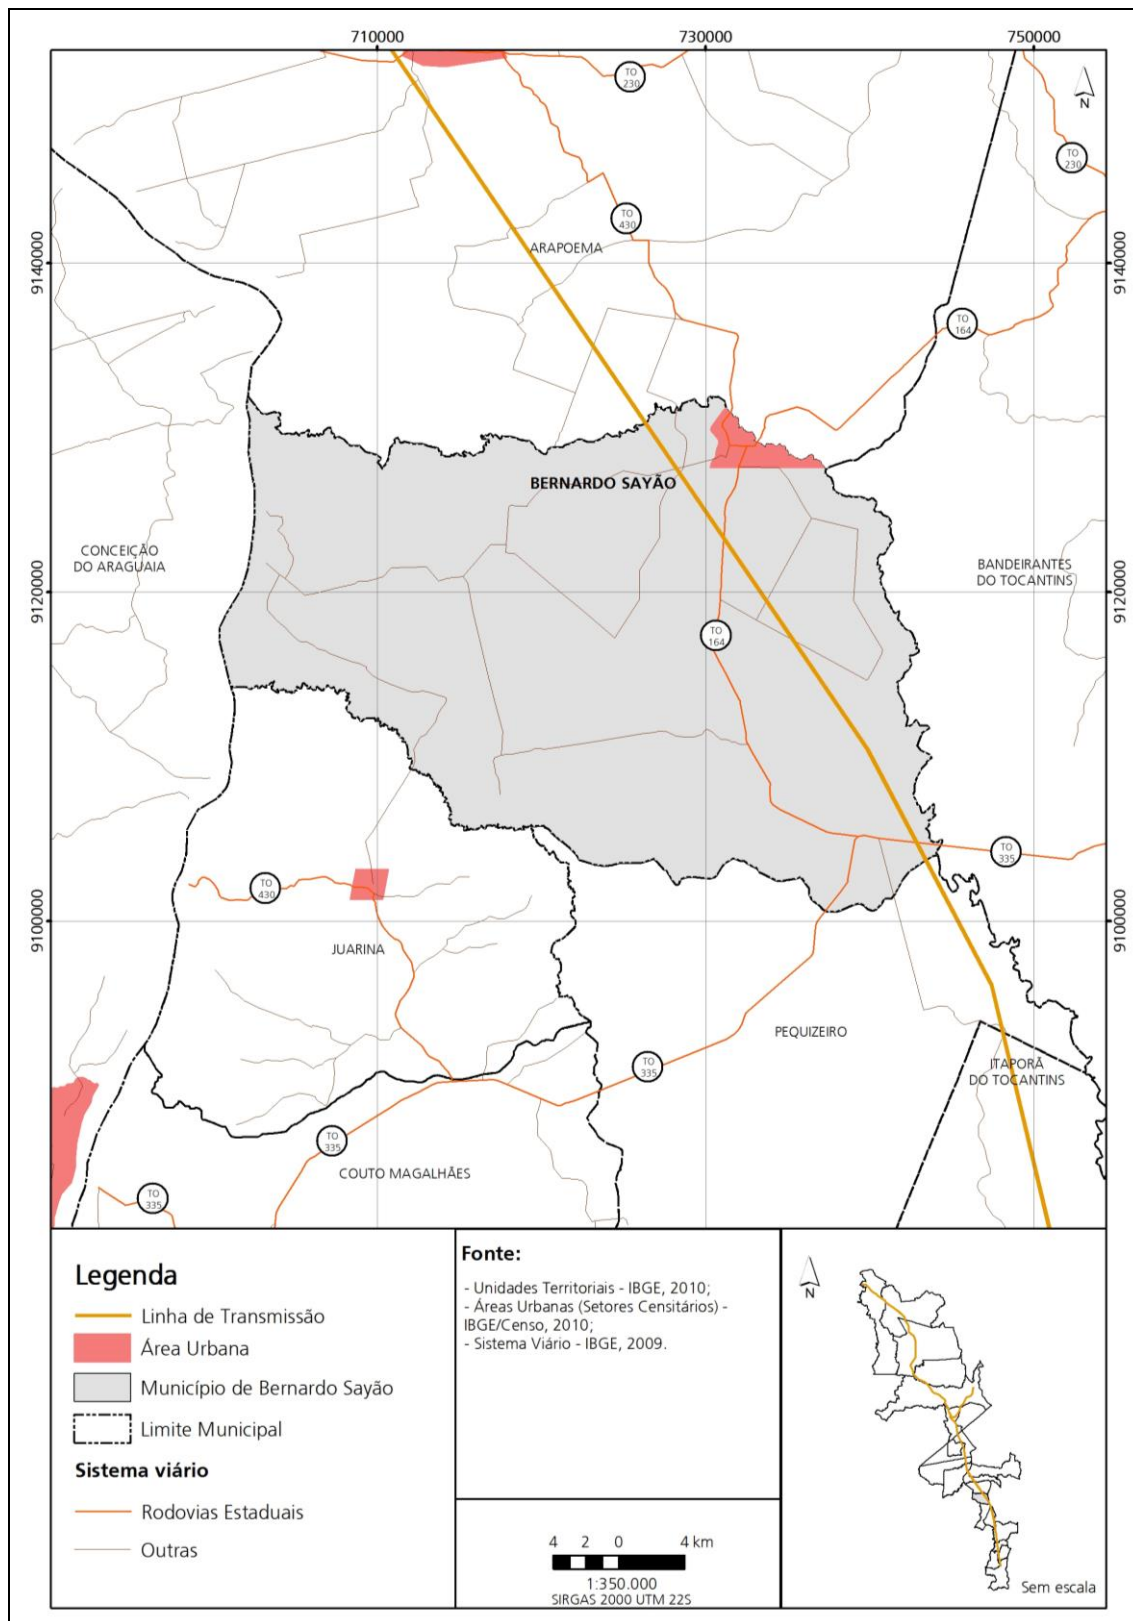 710000
730000
750000
TO
230
N
TO
230
TO
430
ARAPOEMA
9140000
9140000
TO
164
BERNARDO SAYÃO
CONCEIÇÃO
DO ARAGUAIA
BANDEIRANTES
DO TOCANTINS
9120000
9120000
TO
164
TO
335
TO
430
9100000
9100000
JUARINA
PEQUIZEIRO
TO
335
ITAPORÃ
DO TOCANTINS
TO
335
COUTO MAGALHÃES
TO
335
Legenda
Linha de Transmissão
Área Urbana
Município de Bernardo Sayão
Limite Municipal
Sistema viário
Rodovias Estaduais
Outras
Fonte:
- Unidades Territoriais - IBGE, 2010;
- Áreas Urbanas (Setores Censitários) -
IBGE/Censo, 2010;
- Sistema Viário - IBGE, 2009.
4 2 0 4 km
1:350.000
SIRGAS 2000 UTM 22S
N
Sem escala